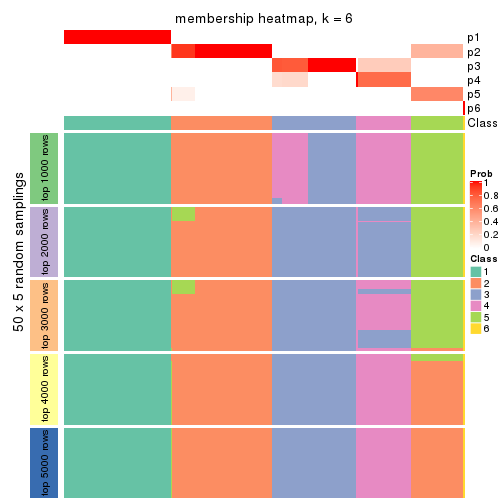 membership heatmap, k = 6
p1
p2
p3
p4
p5
p6
Class
50 x 5 random samplings
top 1000 rows
top 2000 rows
top 3000 rows
top 4000 rows
top 5000 rows
Prob
1
0.8
0.6
0.4
0.2
0
Class
1
2
3
4
5
6